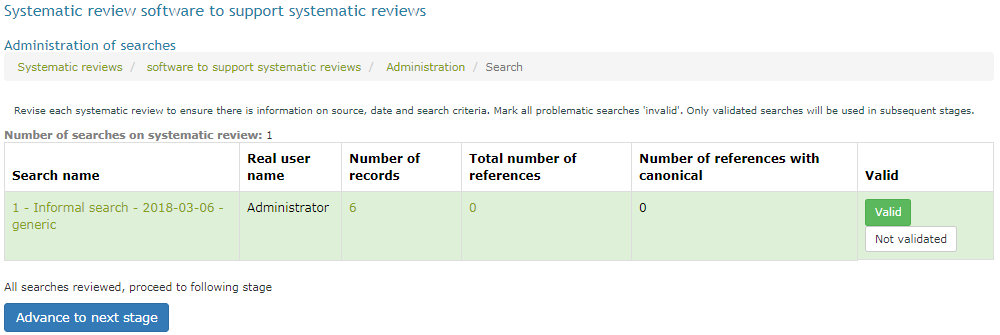 Systematic review software to support systematic reviews
Administration of searches
Systematic reviews / software to support systematic reviews / Administration / Search
Revise each systematic review to ensure there is information on source, date and search criteria. Mark all problematic searches 'invalid'. Only validated searches will be used in subsequent stages.
Number of searches on systematic review: 1
Search name Real user name Number of records Total number of references Number of references with canonical Valid
1 - Informal search - 2018-03-06 - generic Administrator 6 0 0 Valid
Not validated
All searches reviewed, proceed to following stage
Advance to next stage